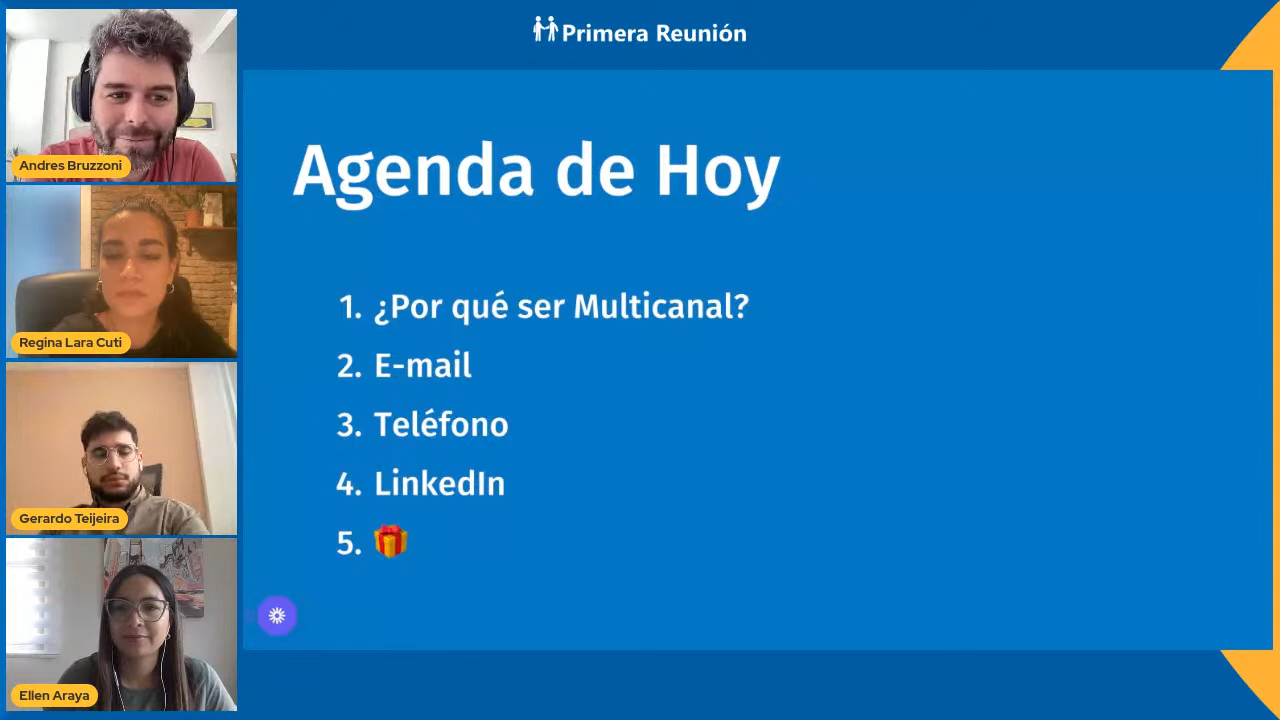 Primera Reunión
Andres Bruzzoni
Regina Lara Cuti
Gerardo Teijeira
Ellen Araya
Agenda de Hoy
1. ¿Por qué ser Multicanal?
2. E-mail
3. Teléfono
4. LinkedIn
5. 🎁